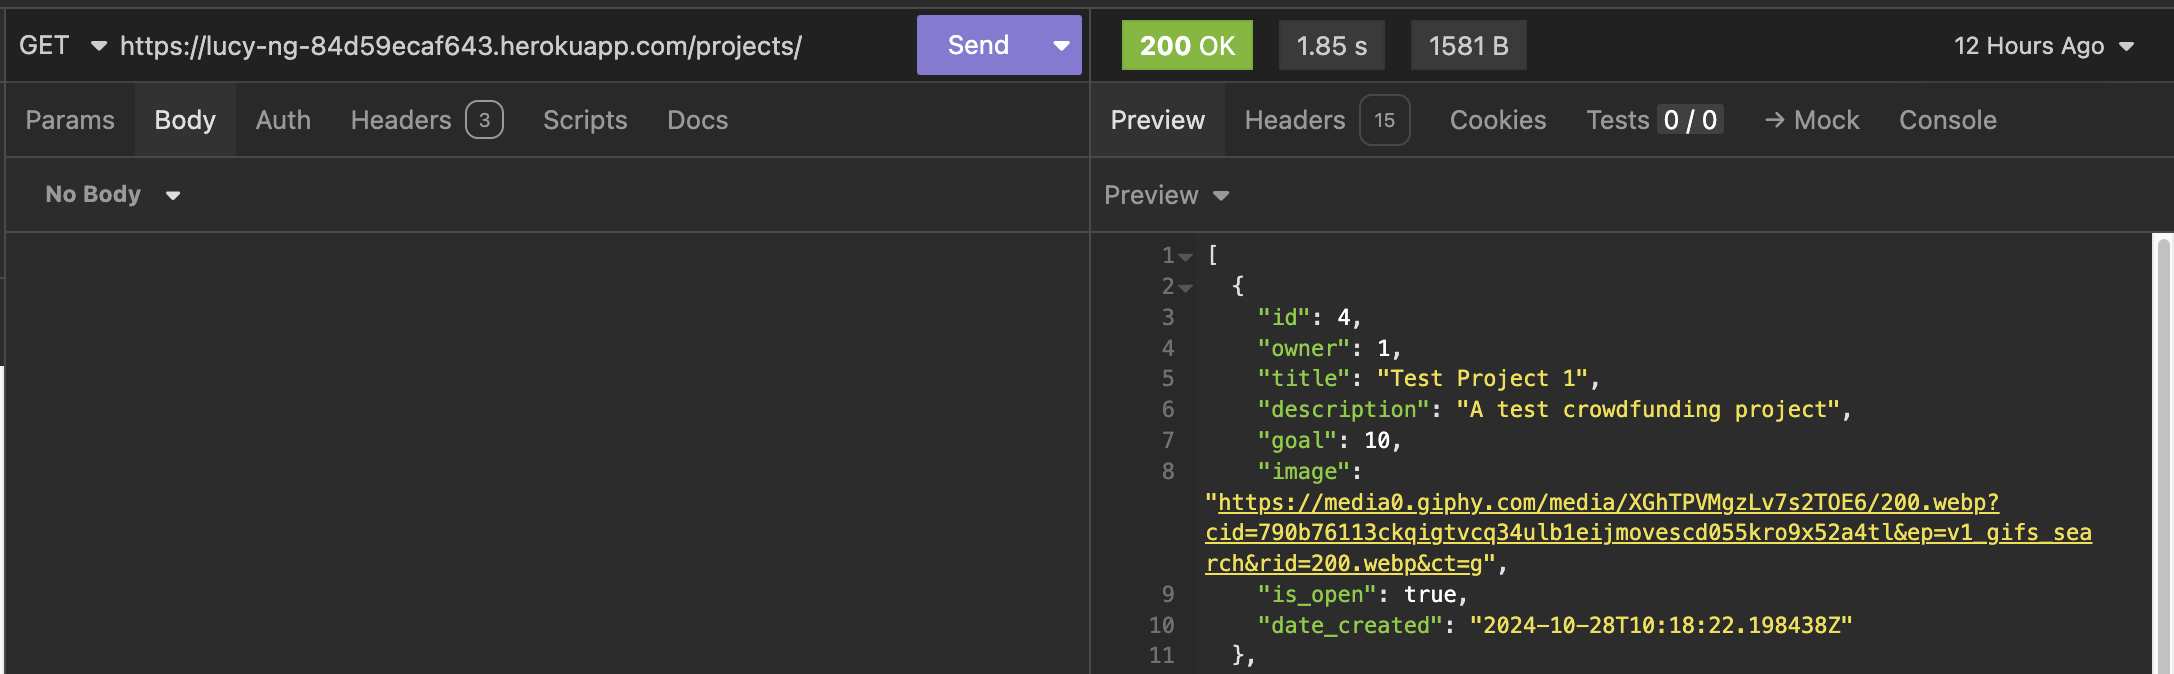 GET https://lucy-ng-84d59ecaf643.herokuapp.com/projects/ Send 200 OK 1.85 s 1581 B 12 Hours Ago
Params Body Auth Headers 3 Scripts Docs Preview Headers 15 Cookies Tests 0 / 0 → Mock Console
No Body Preview
1 [
2 {
3 "id": 4,
4 "owner": 1,
5 "title": "Test Project 1",
6 "description": "A test crowdfunding project",
7 "goal": 10,
8 "image":
"https://media0.giphy.com/media/XGhTPVMgzLv7s2TOE6/200.webp?
cid=790b76113ckqigtvcq34ulb1eijmovescd055kro9x52a4tl&ep=v1_gifs_sea
rch&rid=200.webp&ct=g",
9 "is_open": true,
10 "date_created": "2024-10-28T10:18:22.198438Z"
11 },